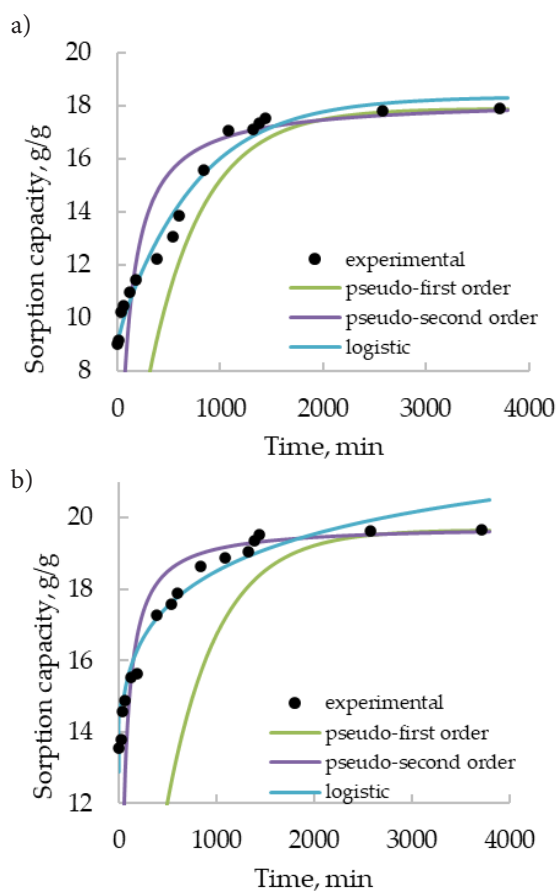 a)
Sorption capacity, g/g
20
18
16
14
12
10
8
experimental
pseudo-first order
pseudo-second order
logistic
0 1000 2000 3000 4000
Time, min
b)
Sorption capacity, g/g
22
20
18
16
14
12
experimental
pseudo-first order
pseudo-second order
logistic
0 1000 2000 3000 4000
Time, min